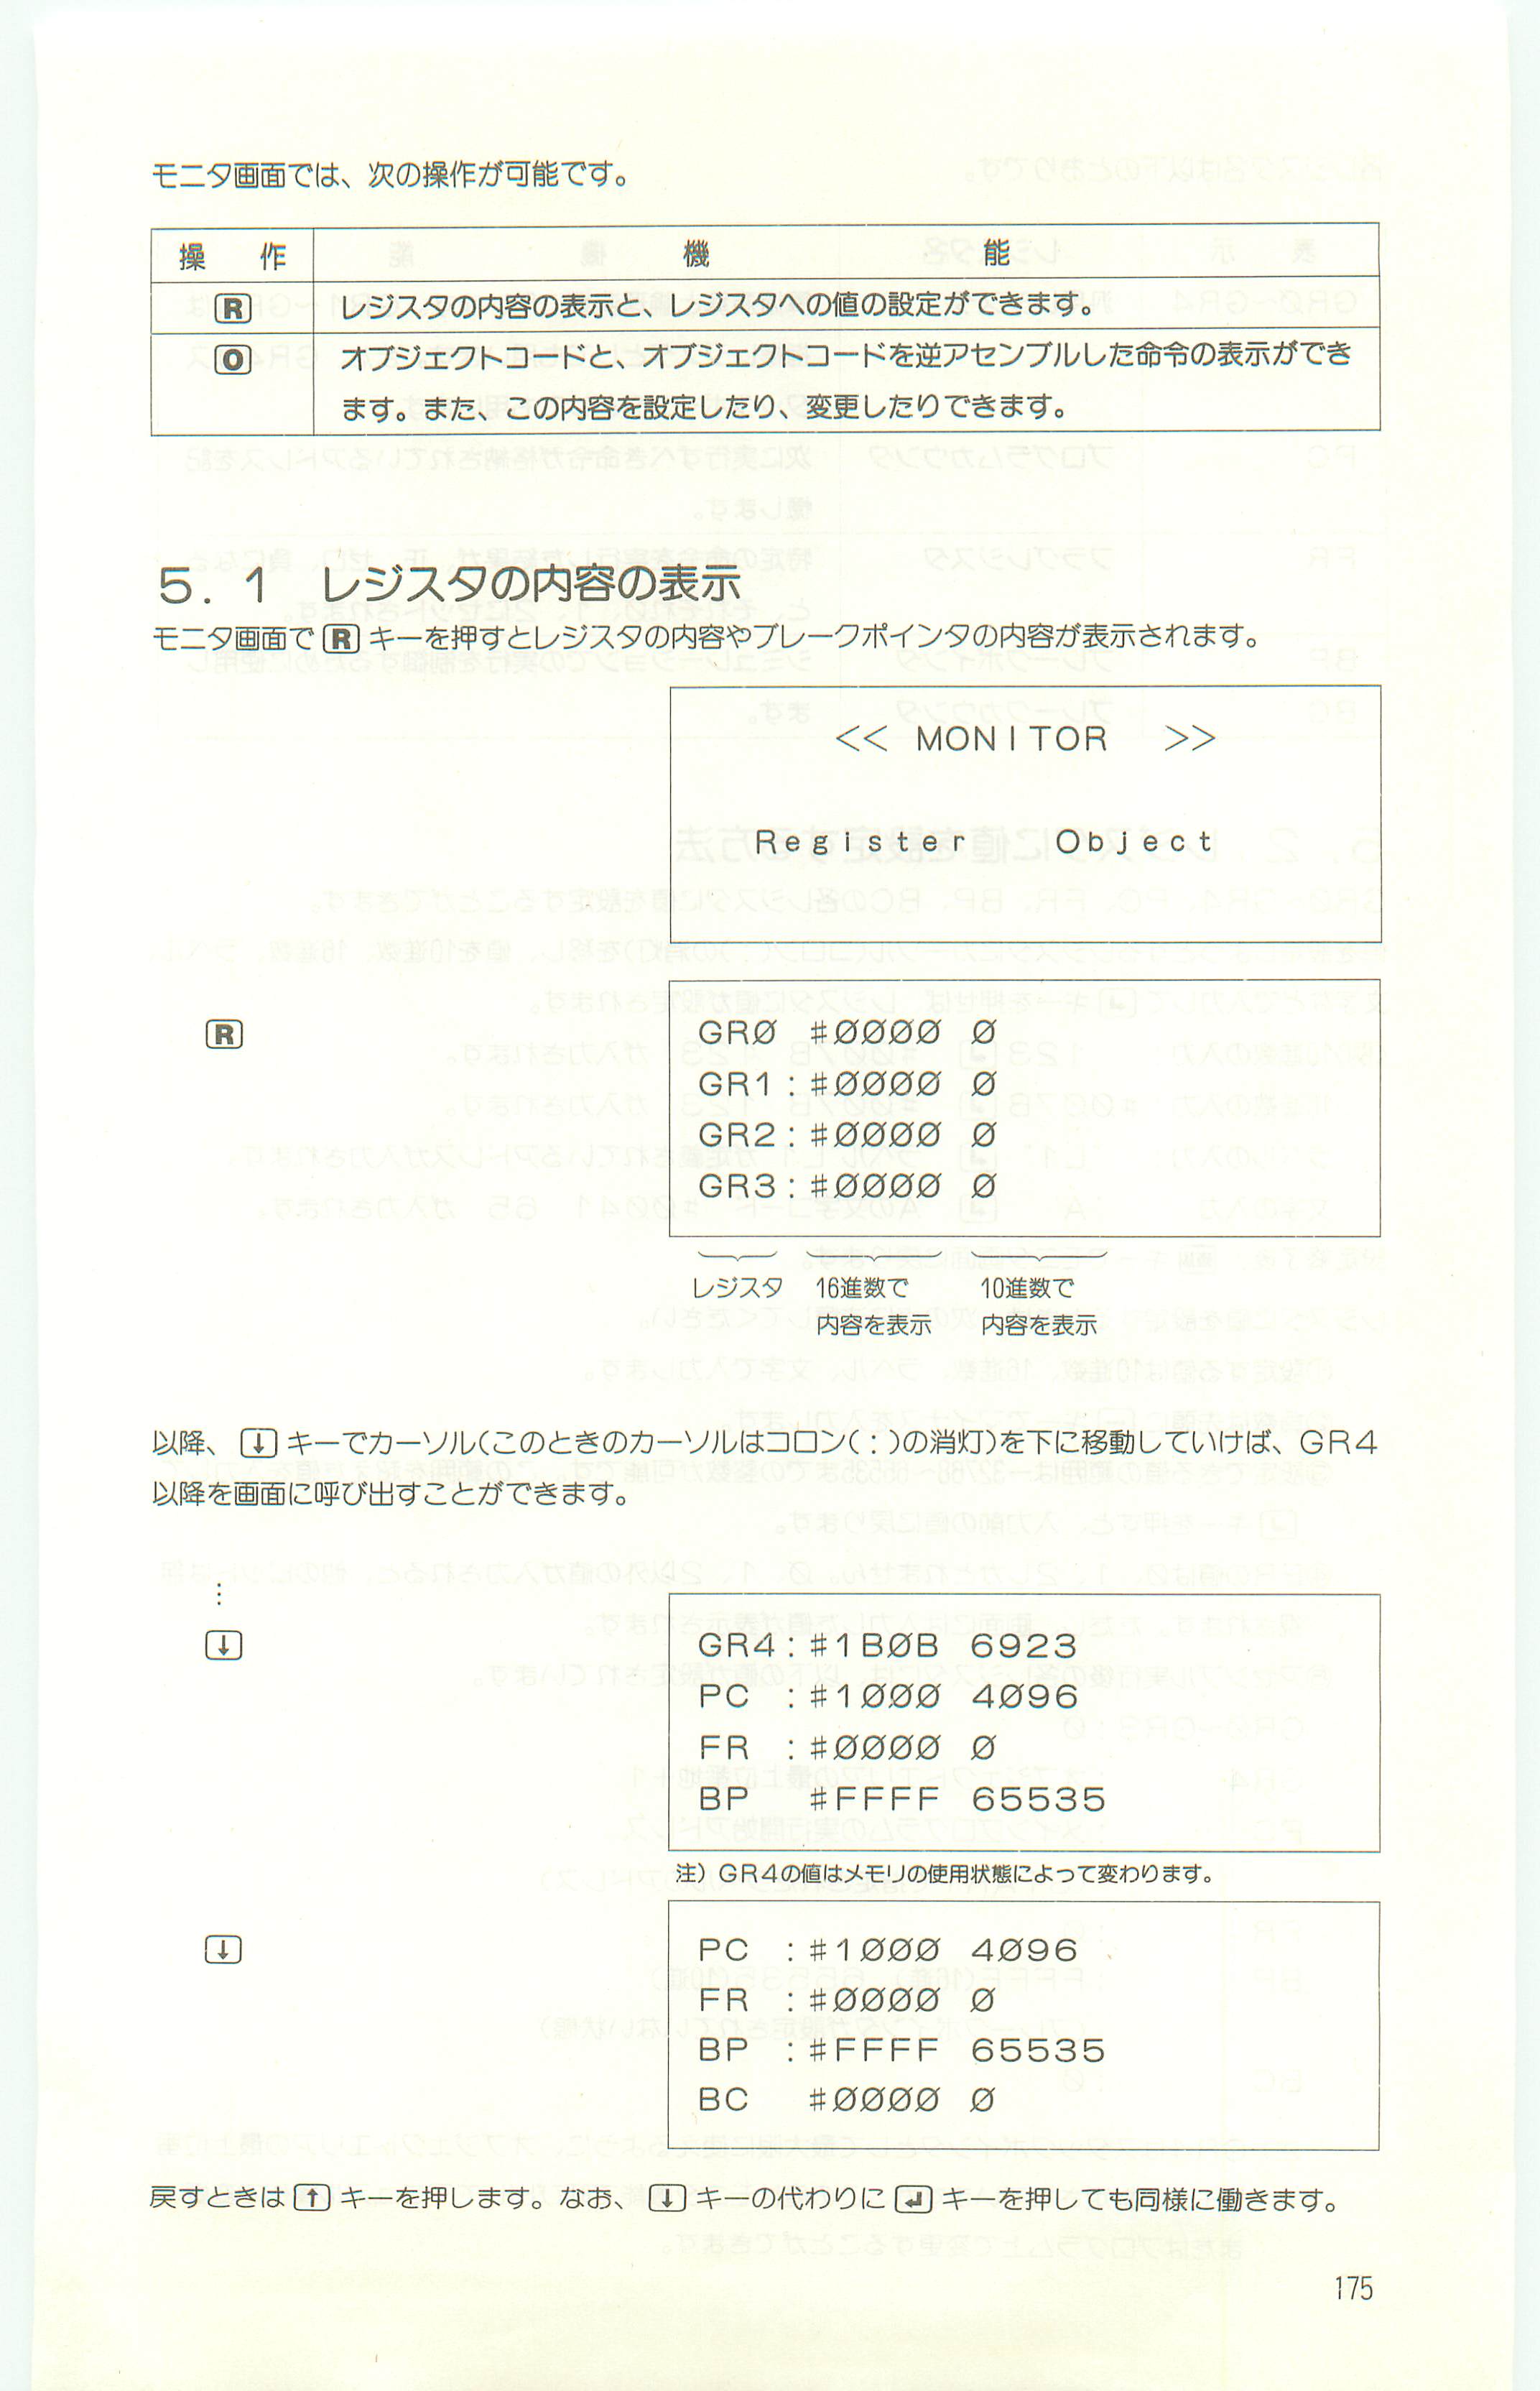 モニタ画面では、次の操作が可能です。
操　作　機　能
R　レジスタの内容の表示と、レジスタへの値の設定ができます。
O　オブジェクトコードと、オブジェクトコードを逆アセンブルした命令の表示ができ
ます。また、この内容を設定したり、変更したりできます。
5.1　レジスタの内容の表示
モニタ画面で R キーを押すとレジスタの内容やブレークポインタの内容が表示されます。
<< MONITOR >>
Register　Object
R
GRØ #ØØØØ Ø
GR1:#ØØØØ Ø
GR2:#ØØØØ Ø
GR3:#ØØØØ Ø
レジスタ　16進数で　10進数で
内容を表示　内容を表示
以降、 ↓ キーでカーソル(このときのカーソルはコロン(:)の消灯)を下に移動していけば、GR4
以降を画面に呼び出すことができます。
⋮
↓
GR4:#1BØB 6923
PC :#1ØØØ 4Ø96
FR :#ØØØØ Ø
BP #FFFF 65535
注) GR4の値はメモリの使用状態によって変わります。
↓
PC :#1ØØØ 4Ø96
FR :#ØØØØ Ø
BP :#FFFF 65535
BC #ØØØØ Ø
戻すときは ↑ キーを押します。なお、 ↓ キーの代わりに ↵ キーを押しても同様に働きます。
175